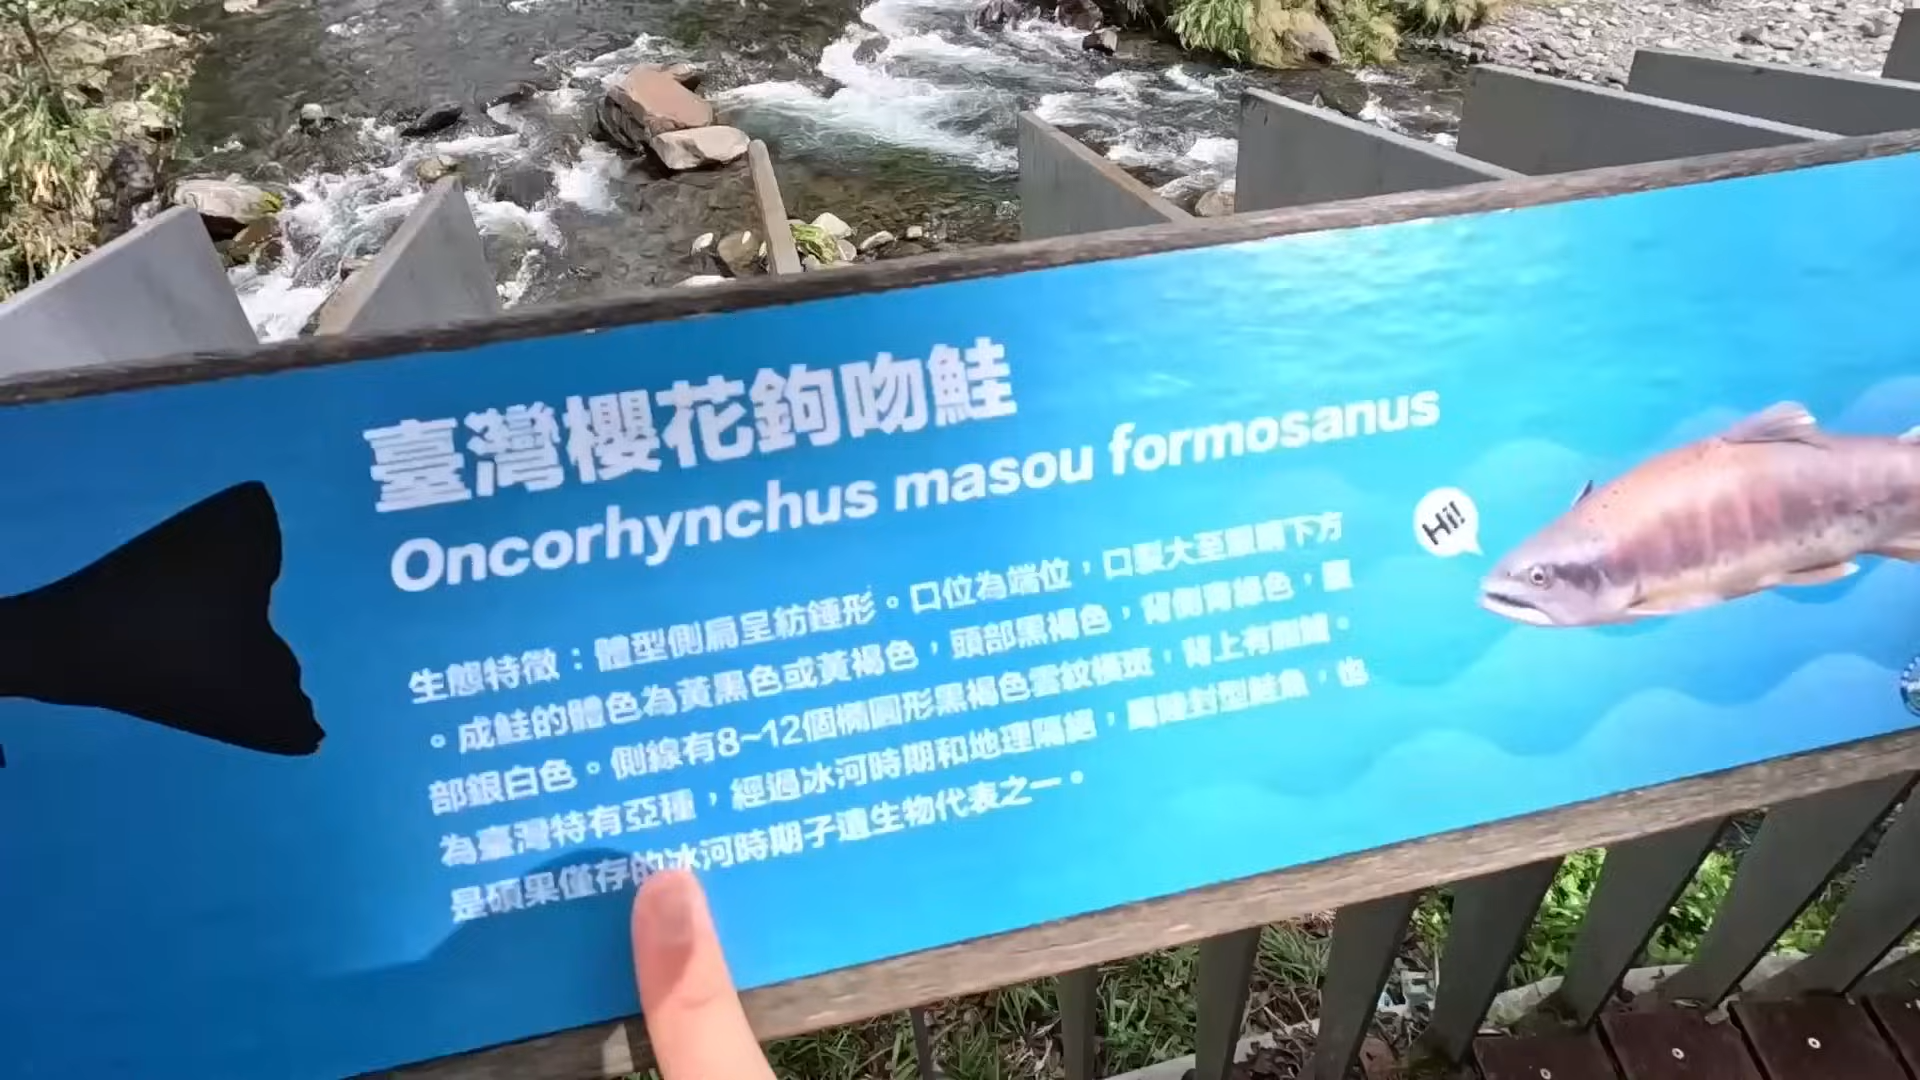 臺灣櫻花鉤吻鮭
Oncorhynchus masou formosanus
Hi!
生態特徵：體型側扁呈紡錘形。口位為端位，口裂大至眼睛下方
。成鮭的體色為黃黑色或黃褐色，頭部黑褐色，背側青綠色，腹
部銀白色。側線有8~12個橢圓形黑褐色雲紋橫斑，背上有脂鰭。
為臺灣特有亞種，經過冰河時期和地理隔絕，屬陸封型鮭魚，也
是碩果僅存的冰河時期孑遺生物代表之一。